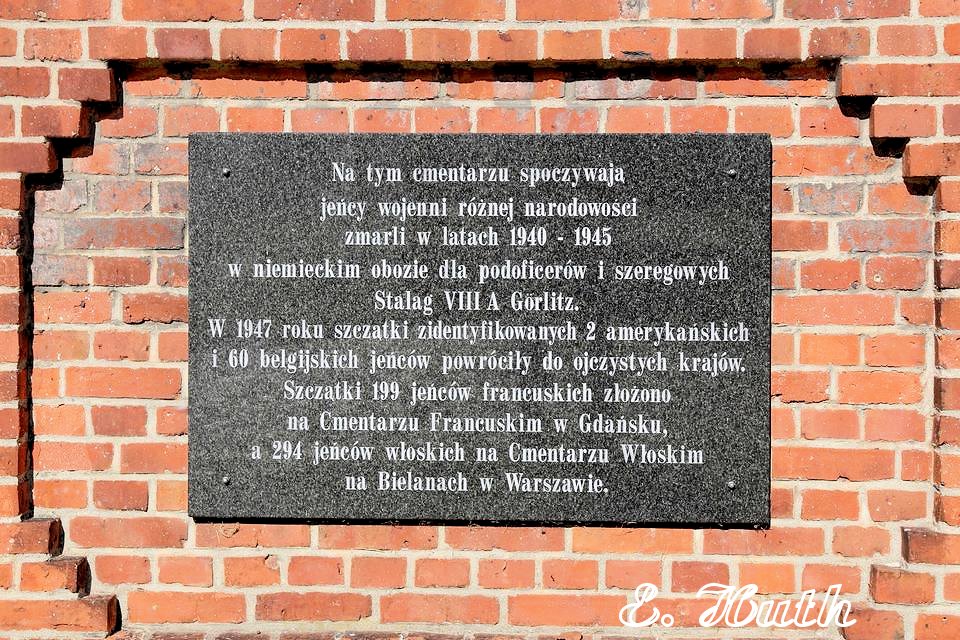 Na tym cmentarzu spoczywają
jeńcy wojenni różnej narodowości
zmarli w latach 1940 - 1945
w niemieckim obozie dla podoficerów i szeregowych
Stalag VIII A Görlitz.
W 1947 roku szczątki zidentyfikowanych 2 amerykańskich
i 60 belgijskich jeńców powróciły do ojczystych krajów.
Szczątki 199 jeńców francuskich złożono
na Cmentarzu Francuskim w Gdańsku,
a 294 jeńców włoskich na Cmentarzu Włoskim
na Bielanach w Warszawie.
E. Huth